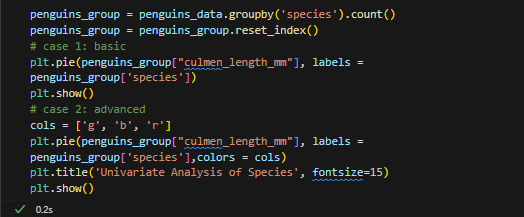 penguins_group = penguins_data.groupby('species').count()
penguins_group = penguins_group.reset_index()
# case 1: basic
plt.pie(penguins_group["culmen_length_mm"], labels =
penguins_group['species'])
plt.show()
# case 2: advanced
cols = ['g', 'b', 'r']
plt.pie(penguins_group["culmen_length_mm"], labels =
penguins_group['species'],colors = cols)
plt.title('Univariate Analysis of Species', fontsize=15)
plt.show()
0.2s